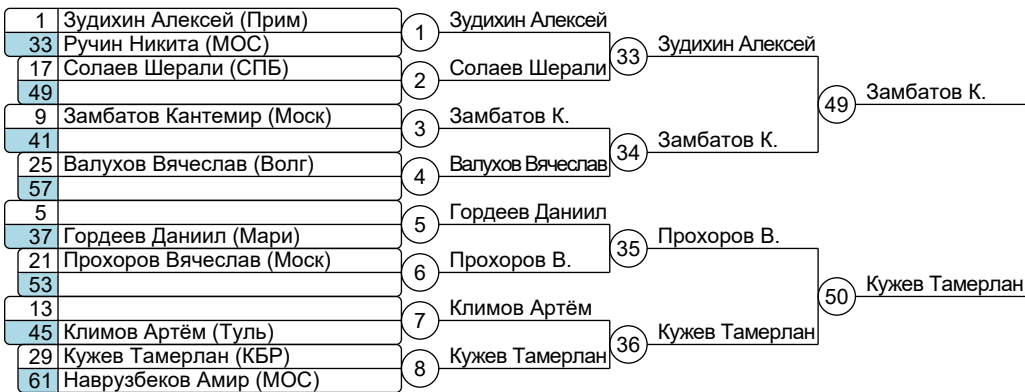 1 Зудихин Алексей (Прим)
33 Ручин Никита (МОС)
17 Солаев Шерали (СПБ)
49
9 Замбатов Кантемир (Моск)
41
25 Валухов Вячеслав (Волг)
57
5
37 Гордеев Даниил (Мари)
21 Прохоров Вячеслав (Моск)
53
13
45 Климов Артём (Туль)
29 Кужев Тамерлан (КБР)
61 Наврузбеков Амир (МОС)
1 Зудихин Алексей
2 Солаев Шерали
3 Замбатов К.
4 Валухов Вячеслав
5 Гордеев Даниил
6 Прохоров В.
7 Климов Артём
8 Кужев Тамерлан
33 Зудихин Алексей
34 Замбатов К.
35 Прохоров В.
36 Кужев Тамерлан
49 Замбатов К.
50 Кужев Тамерлан